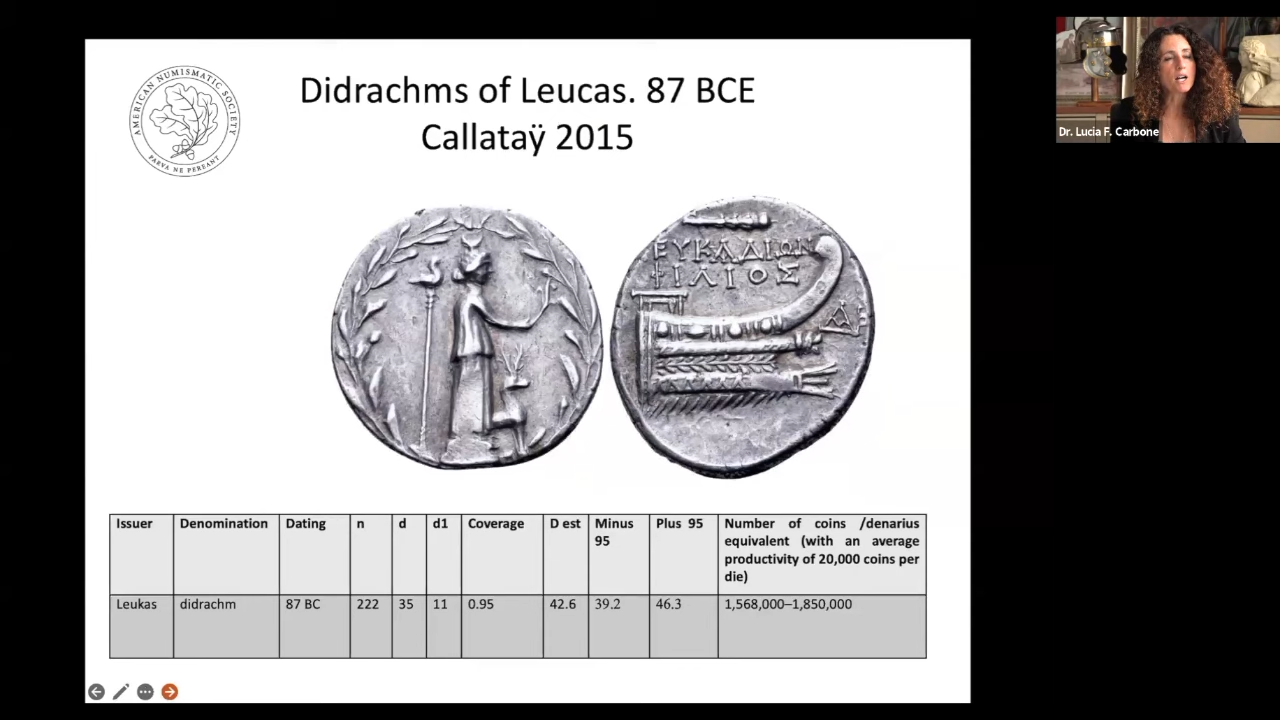 Didrachms of Leucas. 87 BCE
Callataÿ 2015
AMERICAN NUMISMATIC SOCIETY
PARVA NE PEREANT
Dr. Lucia F. Carbone
ΕΥΚΑΔΙΩΝ
ΦΙΛΙΟΣ
Issuer Denomination Dating n d d1 Coverage D est Minus 95 Plus 95 Number of coins /denarius equivalent (with an average productivity of 20,000 coins per die)
Leukas didrachm 87 BC 222 35 11 0.95 42.6 39.2 46.3 1,568,000–1,850,000